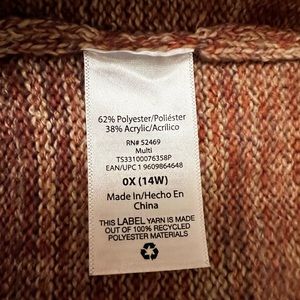 62% Polyester/Poliéster
38% Acrylic/Acrílico
RN# 52469
Multi
TS33100076358P
EAN/UPC 1 9609864648
0X (14W)
Made In/Hecho En
China
THIS LABEL YARN IS MADE
OUT OF 100% RECYCLED
POLYESTER MATERIALS